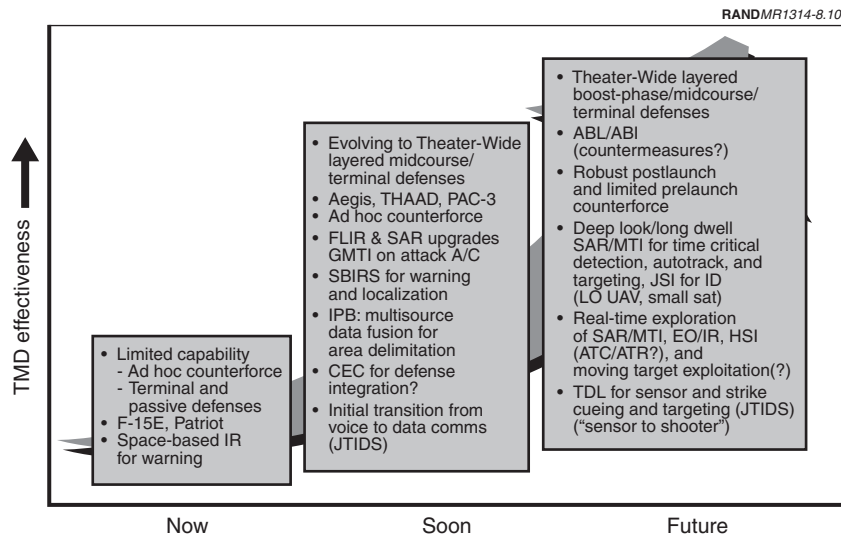 RANDMR1314-8.10
TMD effectiveness
• Limited capability
- Ad hoc counterforce
- Terminal and
passive defenses
• F-15E, Patriot
• Space-based IR
for warning
• Evolving to Theater-Wide
layered midcourse/
terminal defenses
• Aegis, THAAD, PAC-3
• Ad hoc counterforce
• FLIR & SAR upgrades
GMTI on attack A/C
• SBIRS for warning
and localization
• IPB: multisource
data fusion for
area delimitation
• CEC for defense
integration?
• Initial transition from
voice to data comms
(JTIDS)
• Theater-Wide layered
boost-phase/midcourse/
terminal defenses
• ABL/ABI
(countermeasures?)
• Robust postlaunch
and limited prelaunch
counterforce
• Deep look/long dwell
SAR/MTI for time critical
detection, autotrack, and
targeting, JSI for ID
(LO UAV, small sat)
• Real-time exploration
of SAR/MTI, EO/IR, HSI
(ATC/ATR?), and
moving target exploitation(?)
• TDL for sensor and strike
cueing and targeting (JTIDS)
(“sensor to shooter”)
Now
Soon
Future